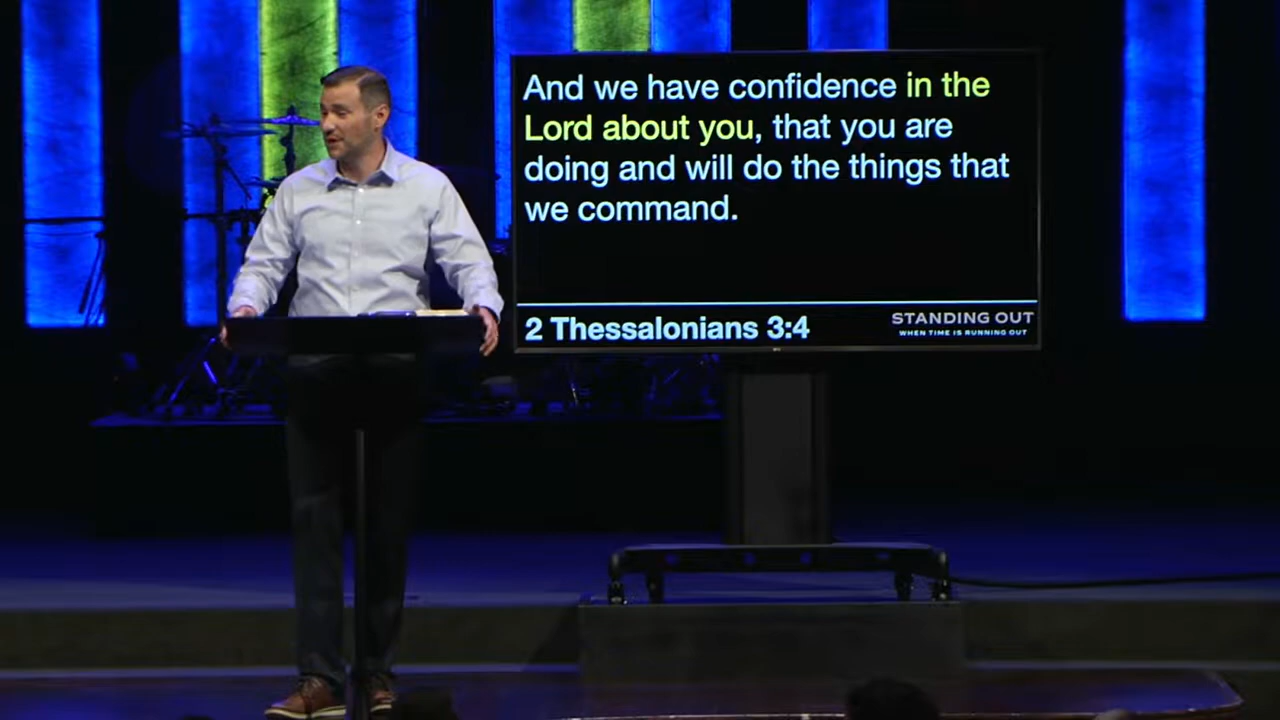 And we have confidence in the
Lord about you, that you are
doing and will do the things that
we command.
2 Thessalonians 3:4
STANDING OUT
WHEN TIME IS RUNNING OUT